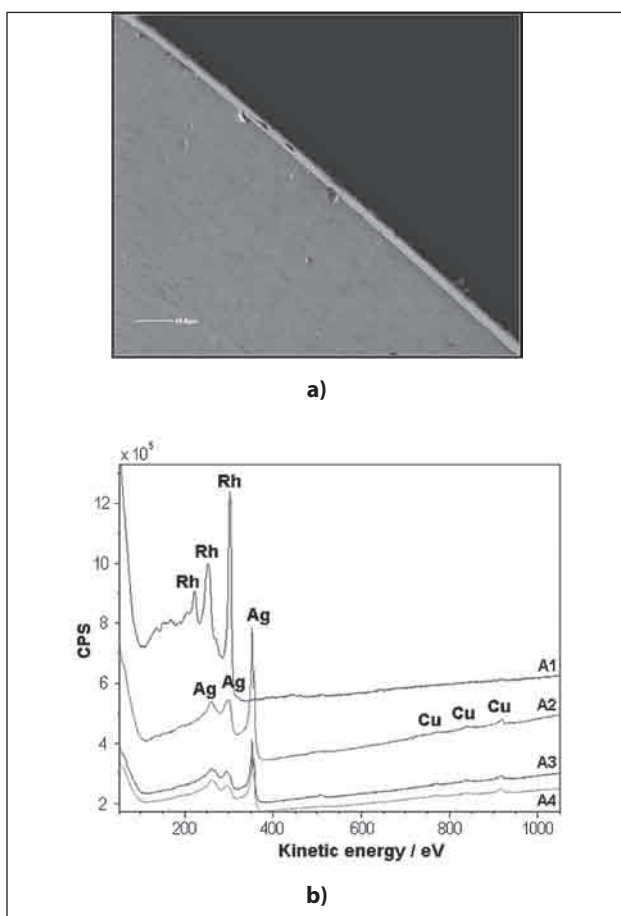 a)
x 10⁵
Rh
Rh
Rh
Ag
Ag
Ag
Cu
Cu
Cu
A1
A2
A3
A4
CPS
12
10
8
6
4
2
200
400
600
800
1000
Kinetic energy / eV
b)